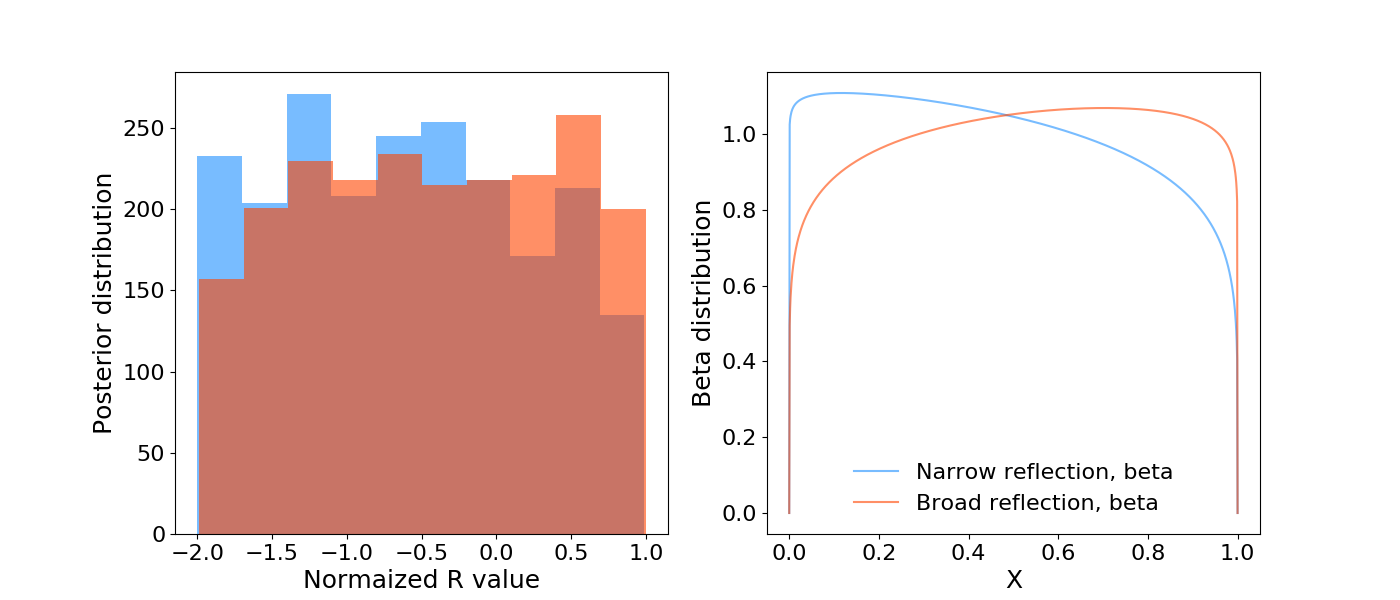 Posterior distribution
250
200
150
100
50
0
−2.0 −1.5 −1.0 −0.5 0.0 0.5 1.0
Normaized R value
Beta distribution
1.0
0.8
0.6
0.4
0.2
0.0
Narrow reflection, beta
Broad reflection, beta
0.0 0.2 0.4 0.6 0.8 1.0
X